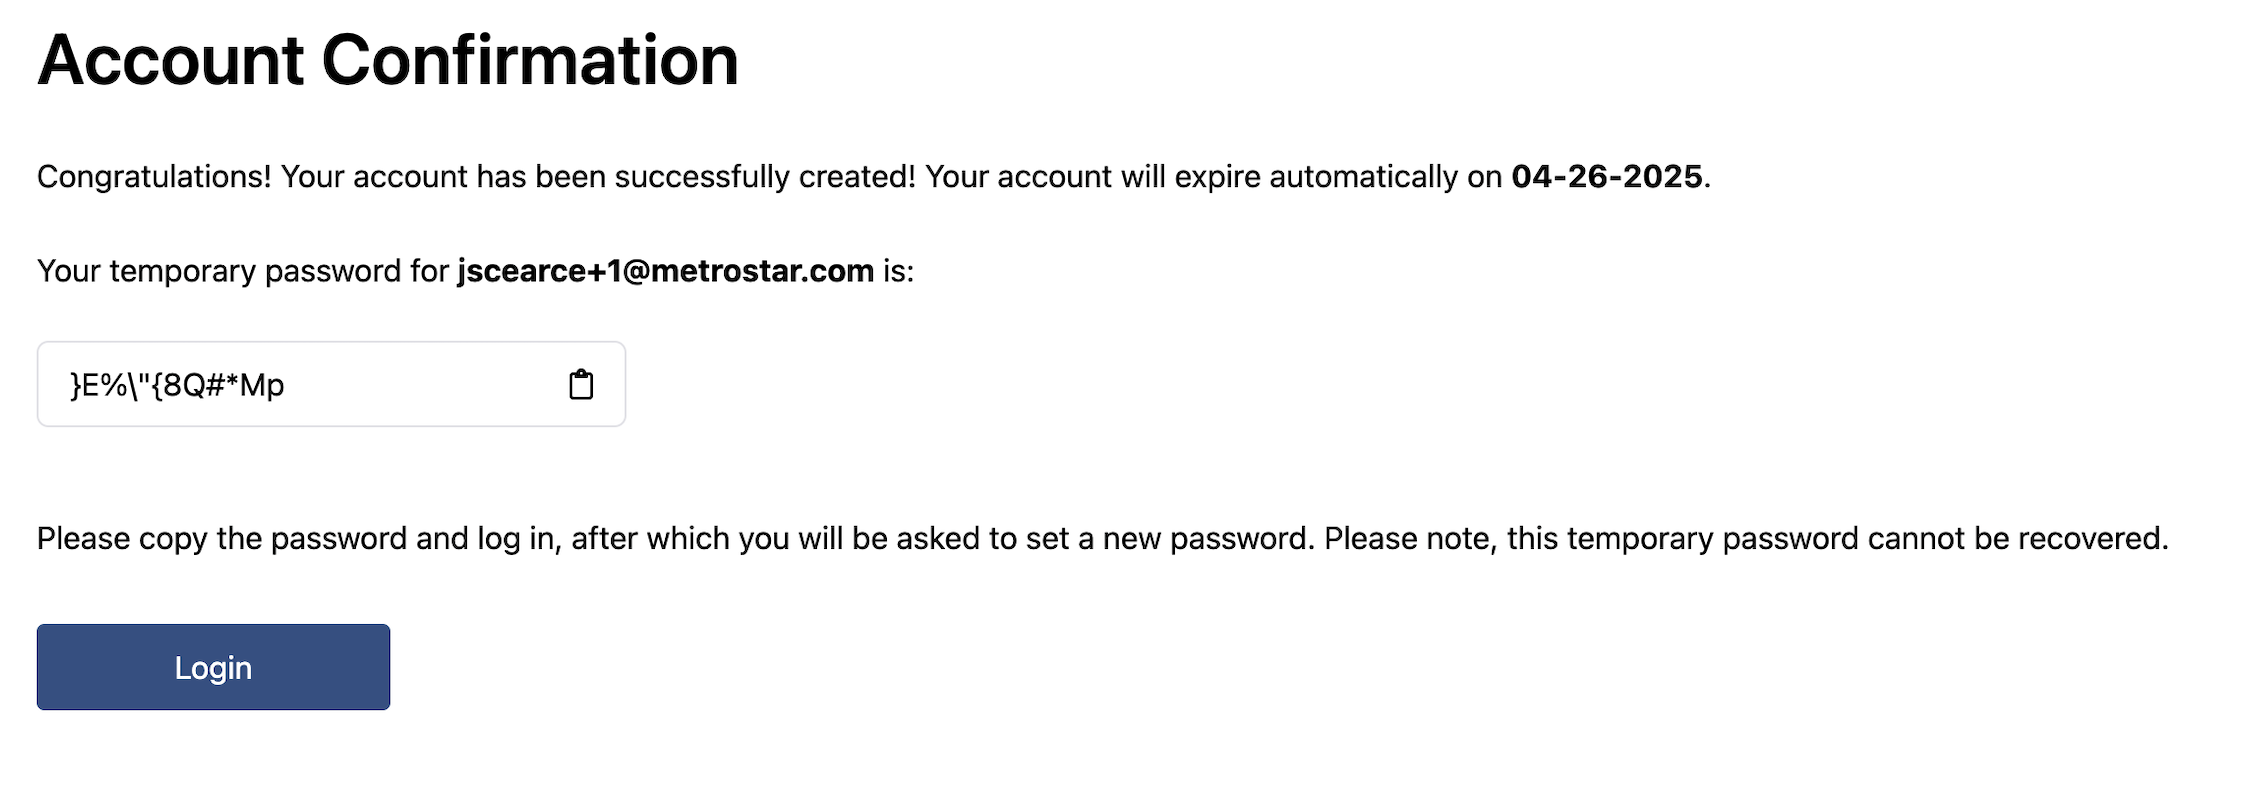 Account Confirmation
Congratulations! Your account has been successfully created! Your account will expire automatically on 04-26-2025.
Your temporary password for jscearce+1@metrostar.com is:
}E%\"{8Q#*Mp
Please copy the password and log in, after which you will be asked to set a new password. Please note, this temporary password cannot be recovered.
Login